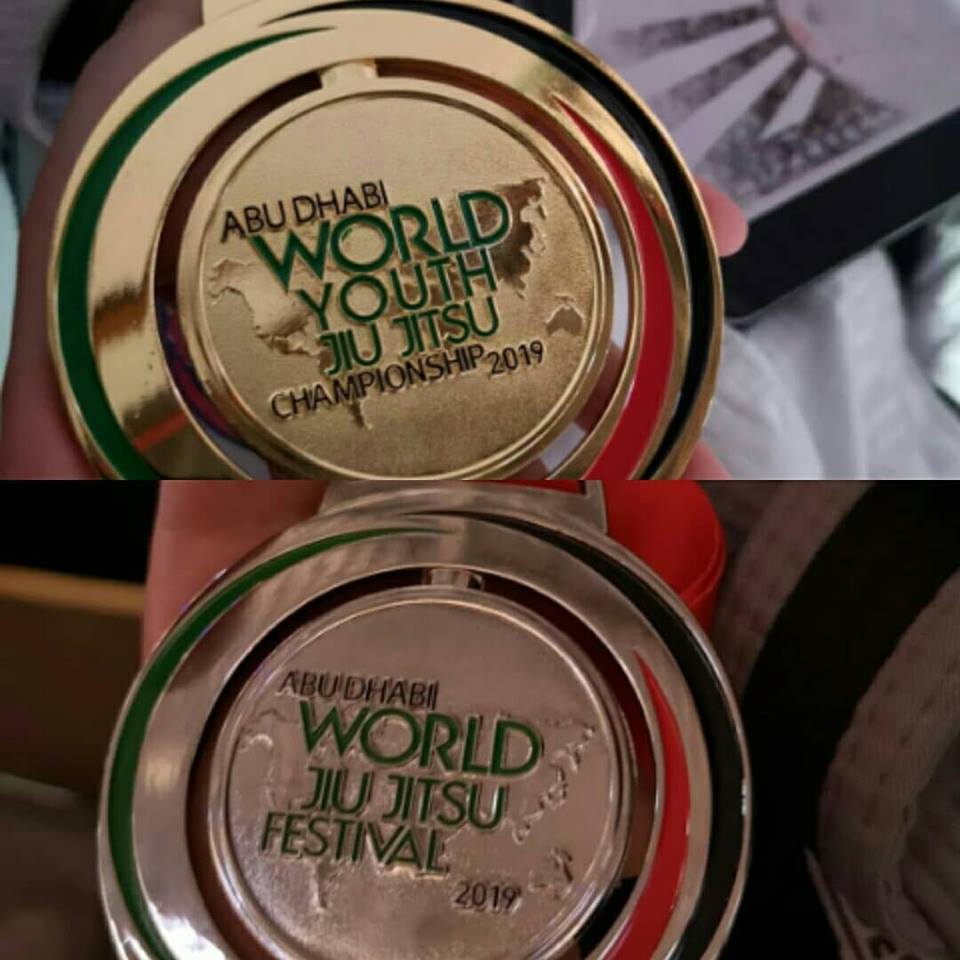 ABU DHABI
WORLD
YOUTH
JIU JITSU
CHAMPIONSHIP 2019
ABU DHABI
WORLD
JIU JITSU
FESTIVAL
2019